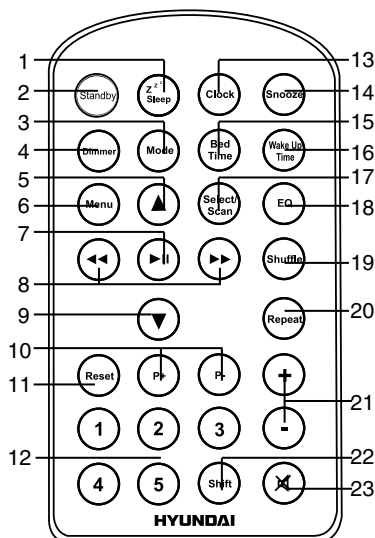 1
2
3
4
5
6
7
8
9
10
11
12
13
14
15
16
17
18
19
20
21
22
23
Standby
z z z
Sleep
Clock
Snooze
Dimmer
Mode
Bed
Time
Wake Up
Time
Menu
Select/
Scan
EQ
Shuffle
Repeat
Reset
P+
P-
+
1
2
3
-
4
5
Shift
HYUNDAI